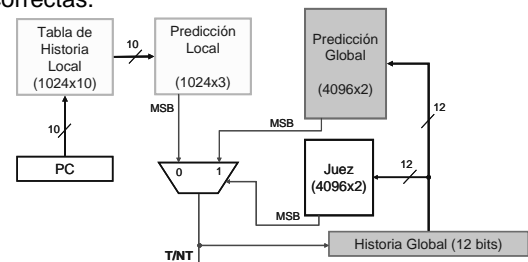 correctas.
Tabla de
Historia
Local
(1024x10)
10
Predicción
Local
(1024x3)
Predicción
Global
(4096x2)
12
10
MSB
MSB
PC
0
1
Juez
(4096x2)
12
MSB
T/NT
Historia Global (12 bits)